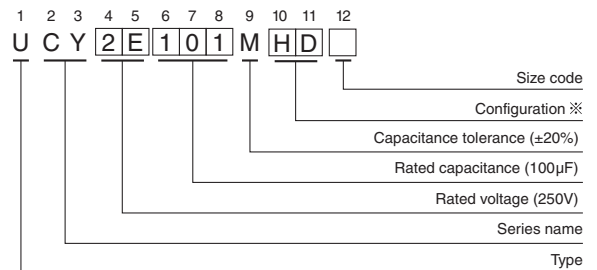 1 2 3 4 5 6 7 8 9 10 11 12
U C Y 2 E 1 0 1 M H D
Size code
Configuration ※
Capacitance tolerance (±20%)
Rated capacitance (100µF)
Rated voltage (250V)
Series name
Type